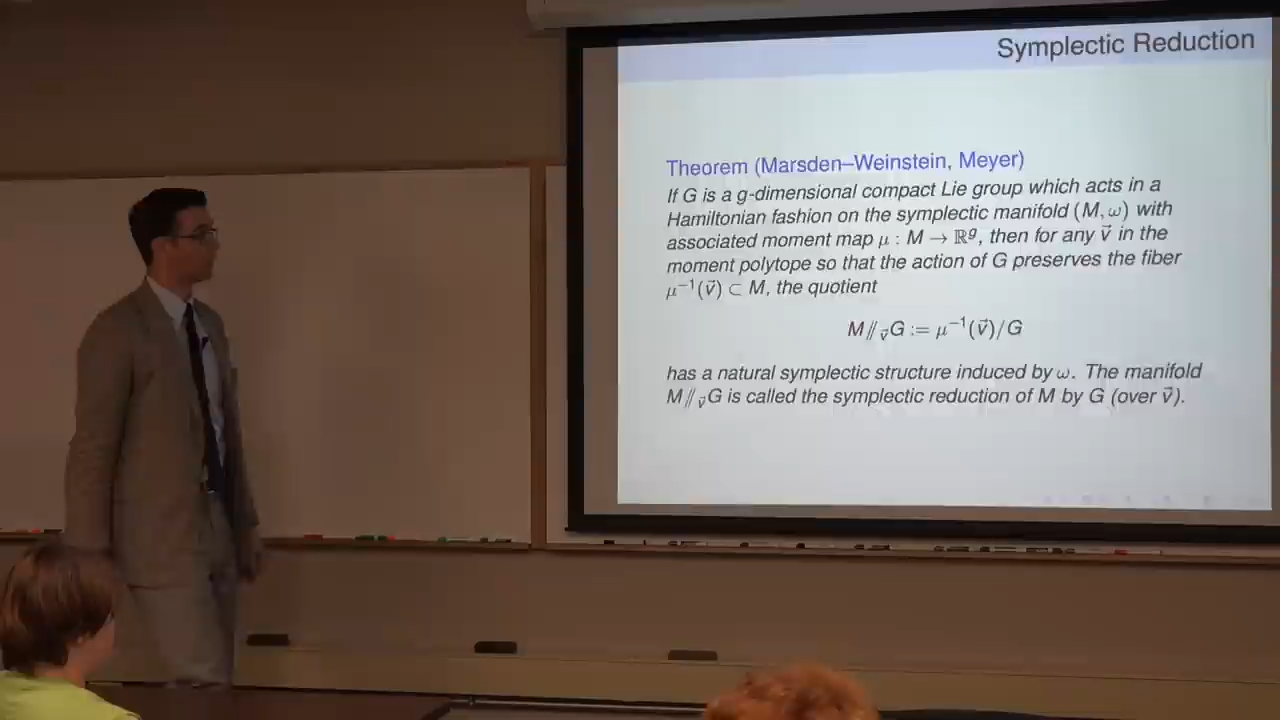 Symplectic Reduction
Theorem (Marsden–Weinstein, Meyer)
If G is a g-dimensional compact Lie group which acts in a
Hamiltonian fashion on the symplectic manifold (M, ω) with
associated moment map μ : M → ℝᵍ, then for any v⃗ in the
moment polytope so that the action of G preserves the fiber
μ⁻¹(v⃗) ⊂ M, the quotient
M//_v⃗ G := μ⁻¹(v⃗)/G
has a natural symplectic structure induced by ω. The manifold
M//_v⃗ G is called the symplectic reduction of M by G (over v⃗).